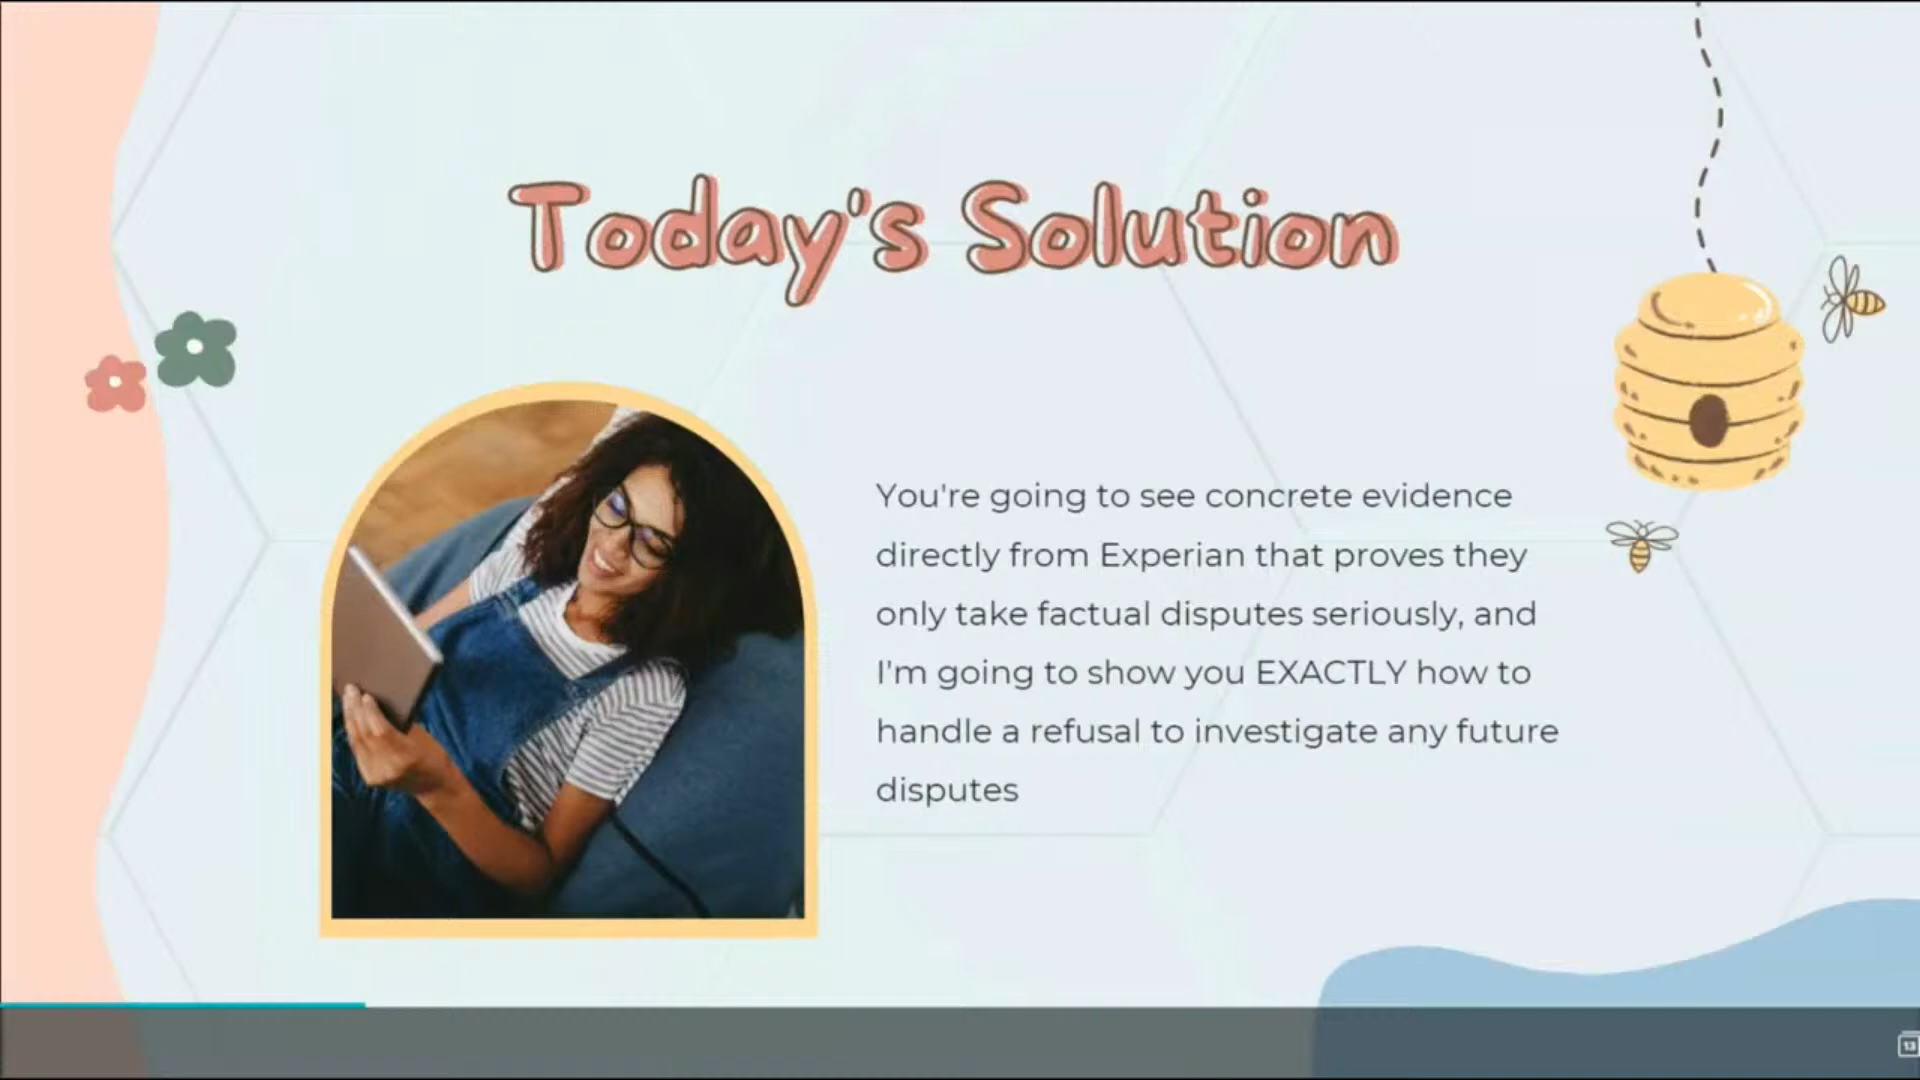 Today's Solution
You're going to see concrete evidence
directly from Experian that proves they
only take factual disputes seriously, and
I'm going to show you EXACTLY how to
handle a refusal to investigate any future
disputes
13